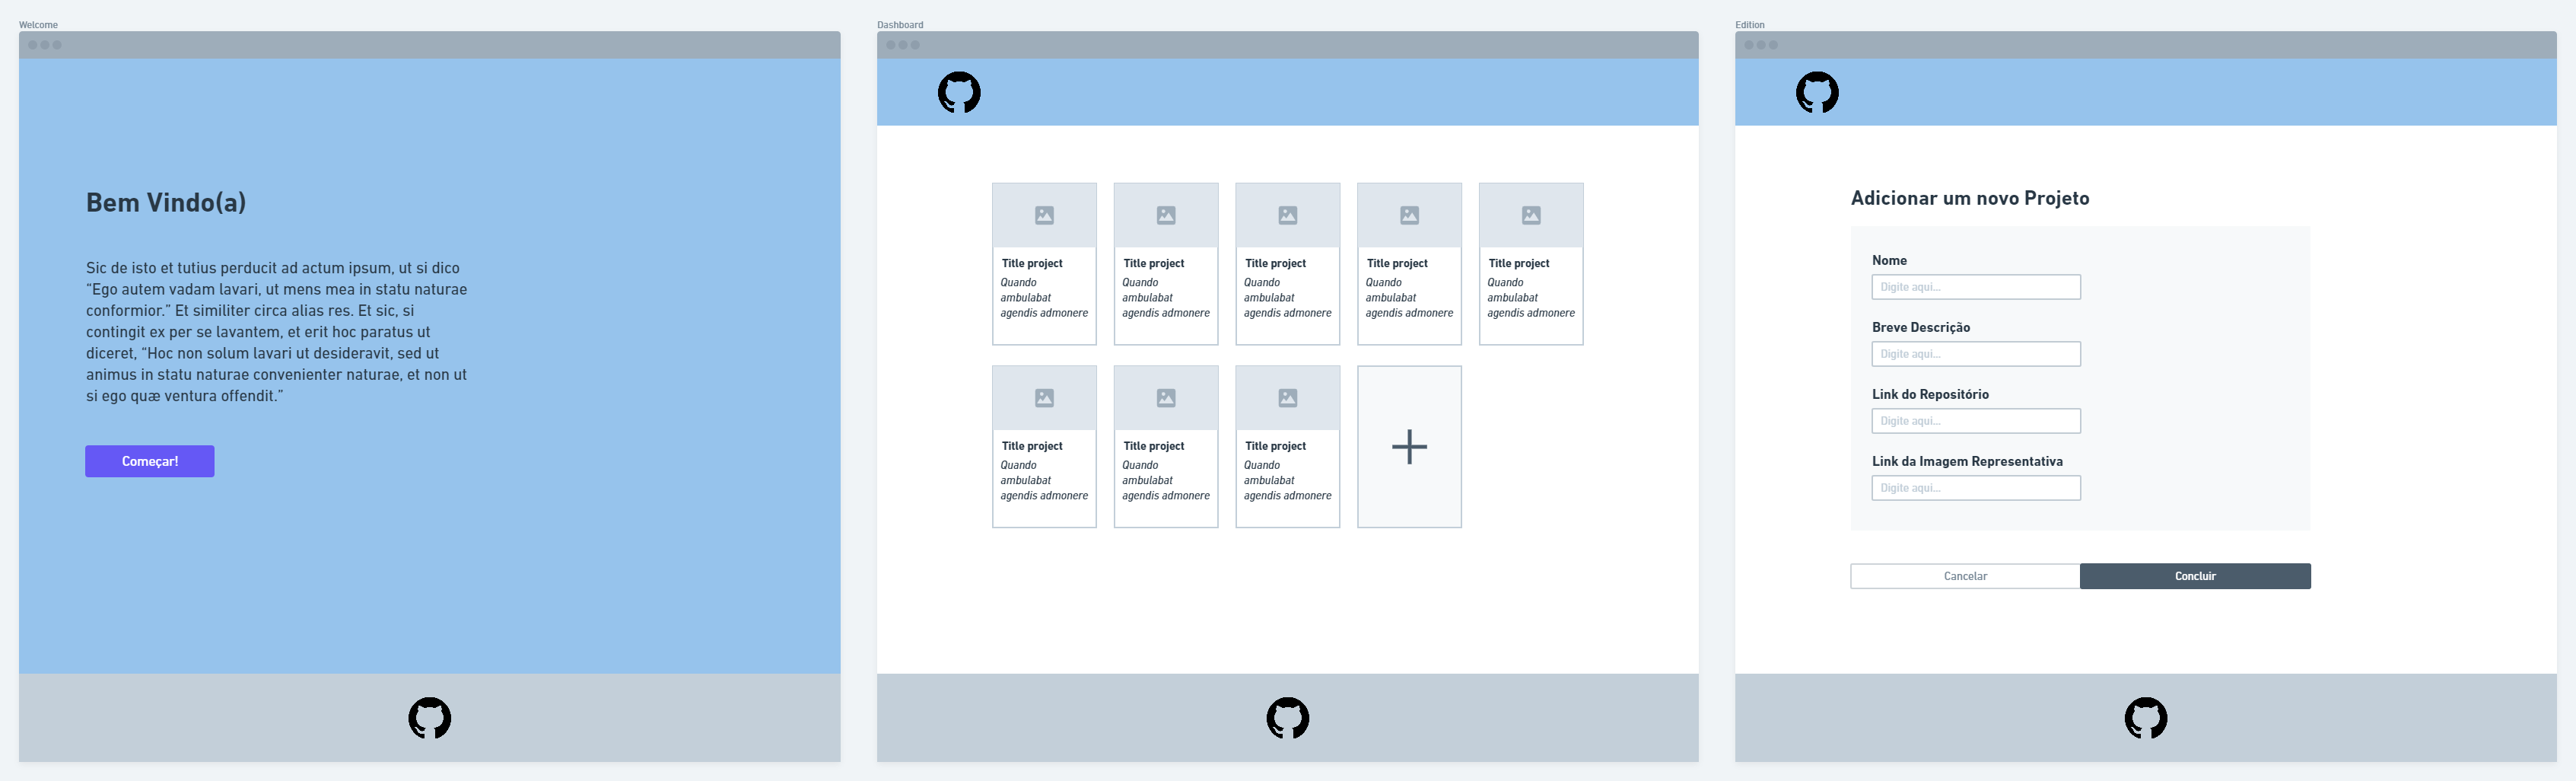 Welcome
Bem Vindo(a)
Sic de isto et tutius perducit ad actum ipsum, ut si dico
“Ego autem vadam lavari, ut mens mea in statu naturae
conformior.” Et similiter circa alias res. Et sic, si
contingit ex per se lavantem, et erit hoc paratus ut
diceret, “Hoc non solum lavari ut desideravit, sed ut
animus in statu naturae convenienter naturae, et non ut
si ego quæ ventura offendit.”
Começar!
Dashboard
Title project
Quando
ambulabat
agendis admonere
Title project
Quando
ambulabat
agendis admonere
Title project
Quando
ambulabat
agendis admonere
Title project
Quando
ambulabat
agendis admonere
Title project
Quando
ambulabat
agendis admonere
Title project
Quando
ambulabat
agendis admonere
Title project
Quando
ambulabat
agendis admonere
Title project
Quando
ambulabat
agendis admonere
Edition
Adicionar um novo Projeto
Nome
Digite aqui...
Breve Descrição
Digite aqui...
Link do Repositório
Digite aqui...
Link da Imagem Representativa
Digite aqui...
Cancelar
Concluir